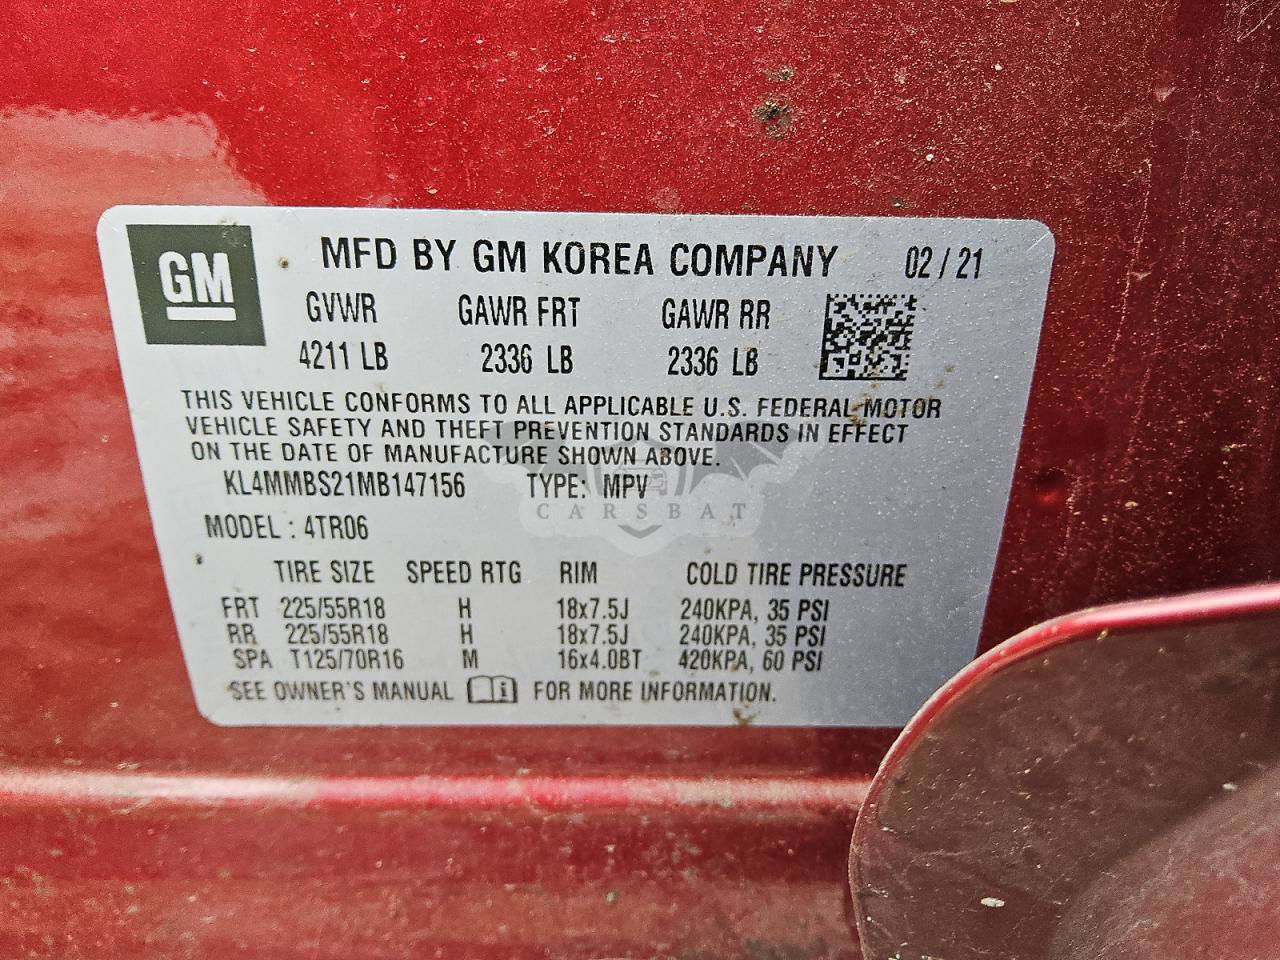 GM MFD BY GM KOREA COMPANY 02 / 21
GVWR GAWR FRT GAWR RR
4211 LB 2336 LB 2336 LB
THIS VEHICLE CONFORMS TO ALL APPLICABLE U.S. FEDERAL MOTOR
VEHICLE SAFETY AND THEFT PREVENTION STANDARDS IN EFFECT
ON THE DATE OF MANUFACTURE SHOWN ABOVE.
KL4MMBS21MB147156 TYPE: MPV
CARSBAT
MODEL : 4TR06
TIRE SIZE SPEED RTG RIM COLD TIRE PRESSURE
FRT 225/55R18 H 18x7.5J 240KPA, 35 PSI
RR 225/55R18 H 18x7.5J 240KPA, 35 PSI
SPA T125/70R16 M 16x4.0BT 420KPA, 60 PSI
SEE OWNER'S MANUAL i FOR MORE INFORMATION.